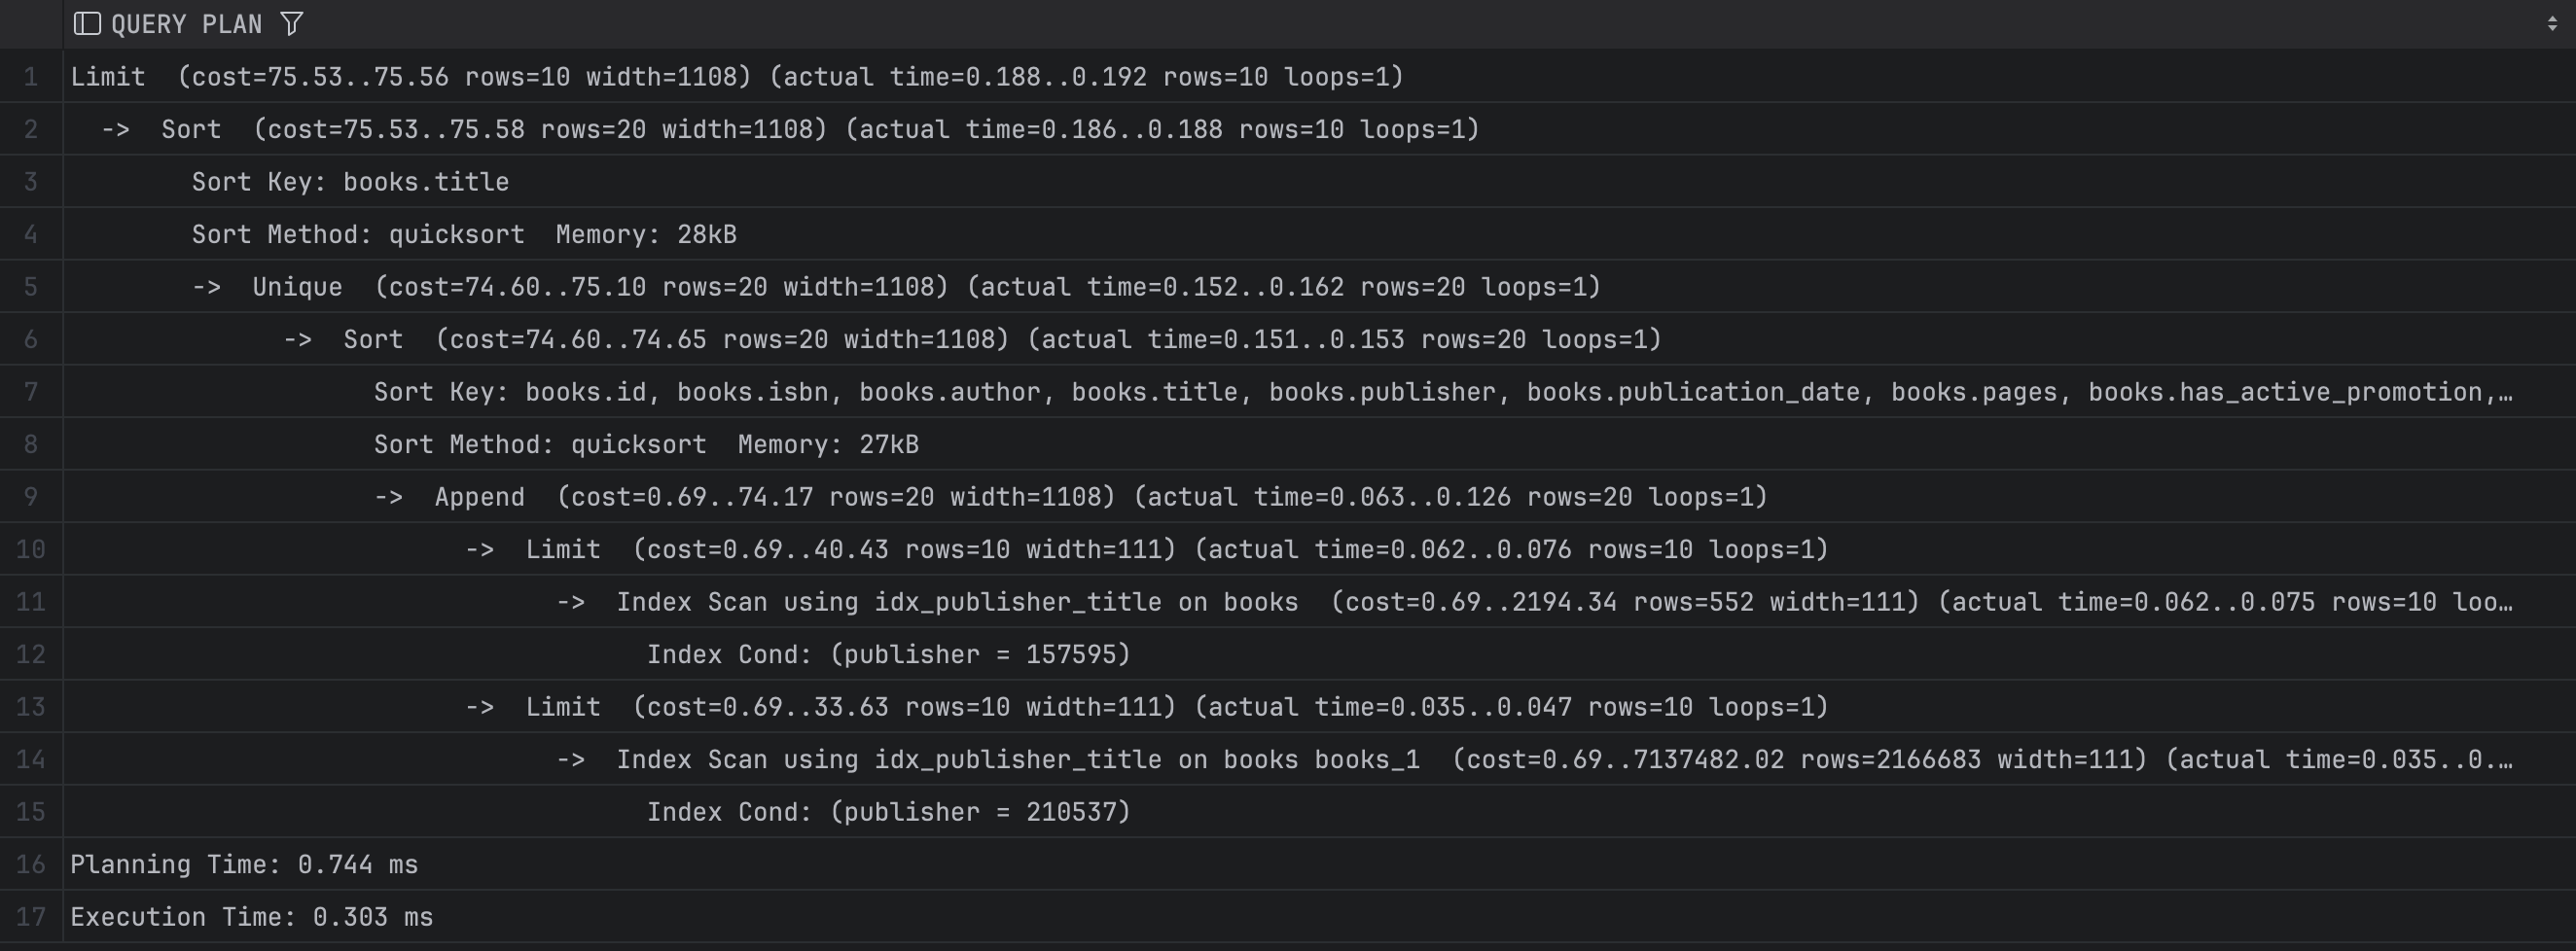 QUERY PLAN
1 Limit  (cost=75.53..75.56 rows=10 width=1108) (actual time=0.188..0.192 rows=10 loops=1)
2   ->  Sort  (cost=75.53..75.58 rows=20 width=1108) (actual time=0.186..0.188 rows=10 loops=1)
3         Sort Key: books.title
4         Sort Method: quicksort  Memory: 28kB
5         ->  Unique  (cost=74.60..75.10 rows=20 width=1108) (actual time=0.152..0.162 rows=20 loops=1)
6               ->  Sort  (cost=74.60..74.65 rows=20 width=1108) (actual time=0.151..0.153 rows=20 loops=1)
7                     Sort Key: books.id, books.isbn, books.author, books.title, books.publisher, books.publication_date, books.pages, books.has_active_promotion,…
8                     Sort Method: quicksort  Memory: 27kB
9                     ->  Append  (cost=0.69..74.17 rows=20 width=1108) (actual time=0.063..0.126 rows=20 loops=1)
10                           ->  Limit  (cost=0.69..40.43 rows=10 width=111) (actual time=0.062..0.076 rows=10 loops=1)
11                                 ->  Index Scan using idx_publisher_title on books  (cost=0.69..2194.34 rows=552 width=111) (actual time=0.062..0.075 rows=10 loo…
12                                       Index Cond: (publisher = 157595)
13                           ->  Limit  (cost=0.69..33.63 rows=10 width=111) (actual time=0.035..0.047 rows=10 loops=1)
14                                 ->  Index Scan using idx_publisher_title on books books_1  (cost=0.69..7137482.02 rows=2166683 width=111) (actual time=0.035..0.…
15                                       Index Cond: (publisher = 210537)
16 Planning Time: 0.744 ms
17 Execution Time: 0.303 ms